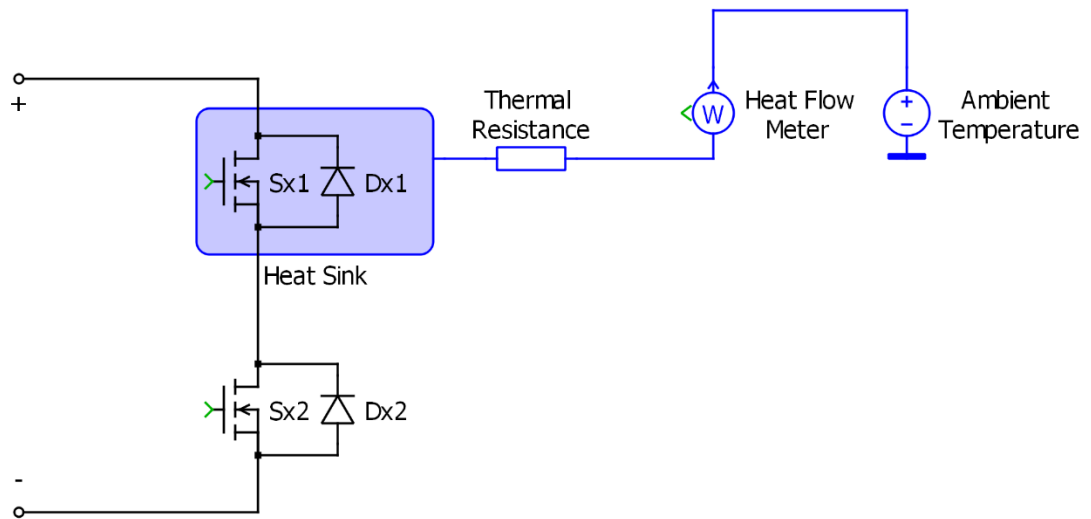 +
Thermal
Resistance
Heat Flow
Meter
W
+
-
Ambient
Temperature
Sx1
Dx1
Heat Sink
Sx2
Dx2
-